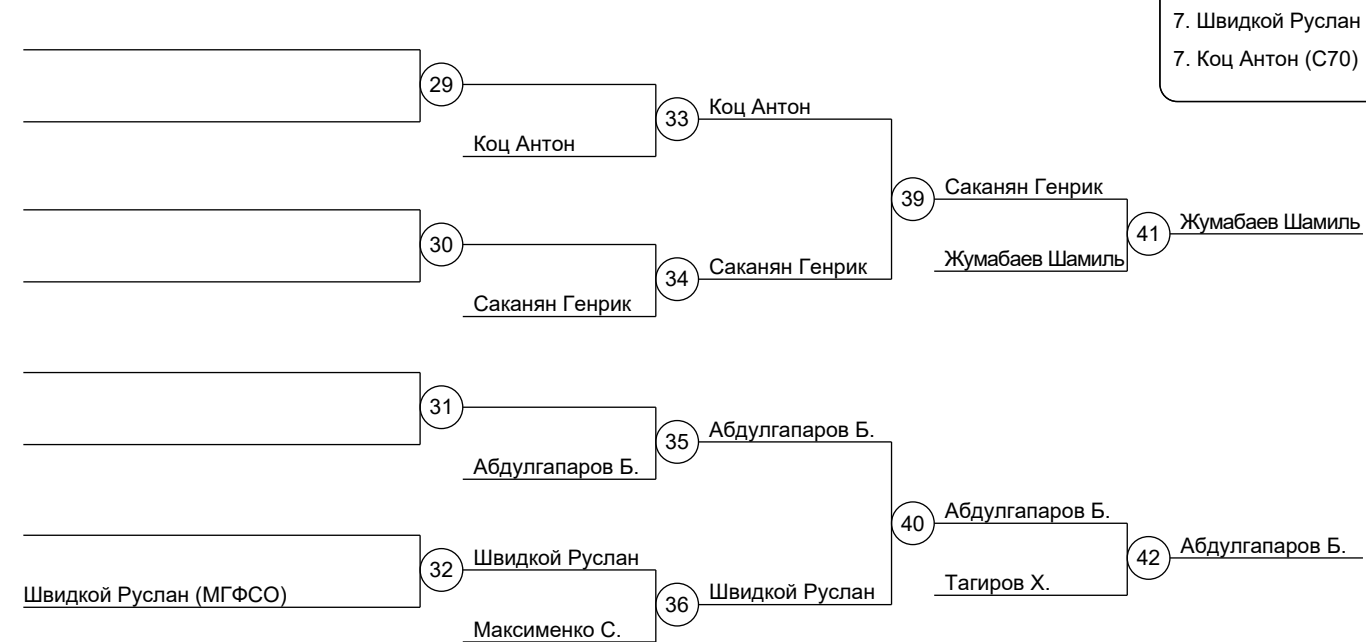 7. Швидкой Руслан
7. Коц Антон (С70)
29
33
Коц Антон
Коц Антон
39
Саканян Генрик
41
Жумабаев Шамиль
30
Жумабаев Шамиль
34
Саканян Генрик
Саканян Генрик
31
35
Абдулгапаров Б.
Абдулгапаров Б.
40
Абдулгапаров Б.
42
Абдулгапаров Б.
32
Швидкой Руслан
Тагиров Х.
Швидкой Руслан (МГФСО)
36
Швидкой Руслан
Максименко С.